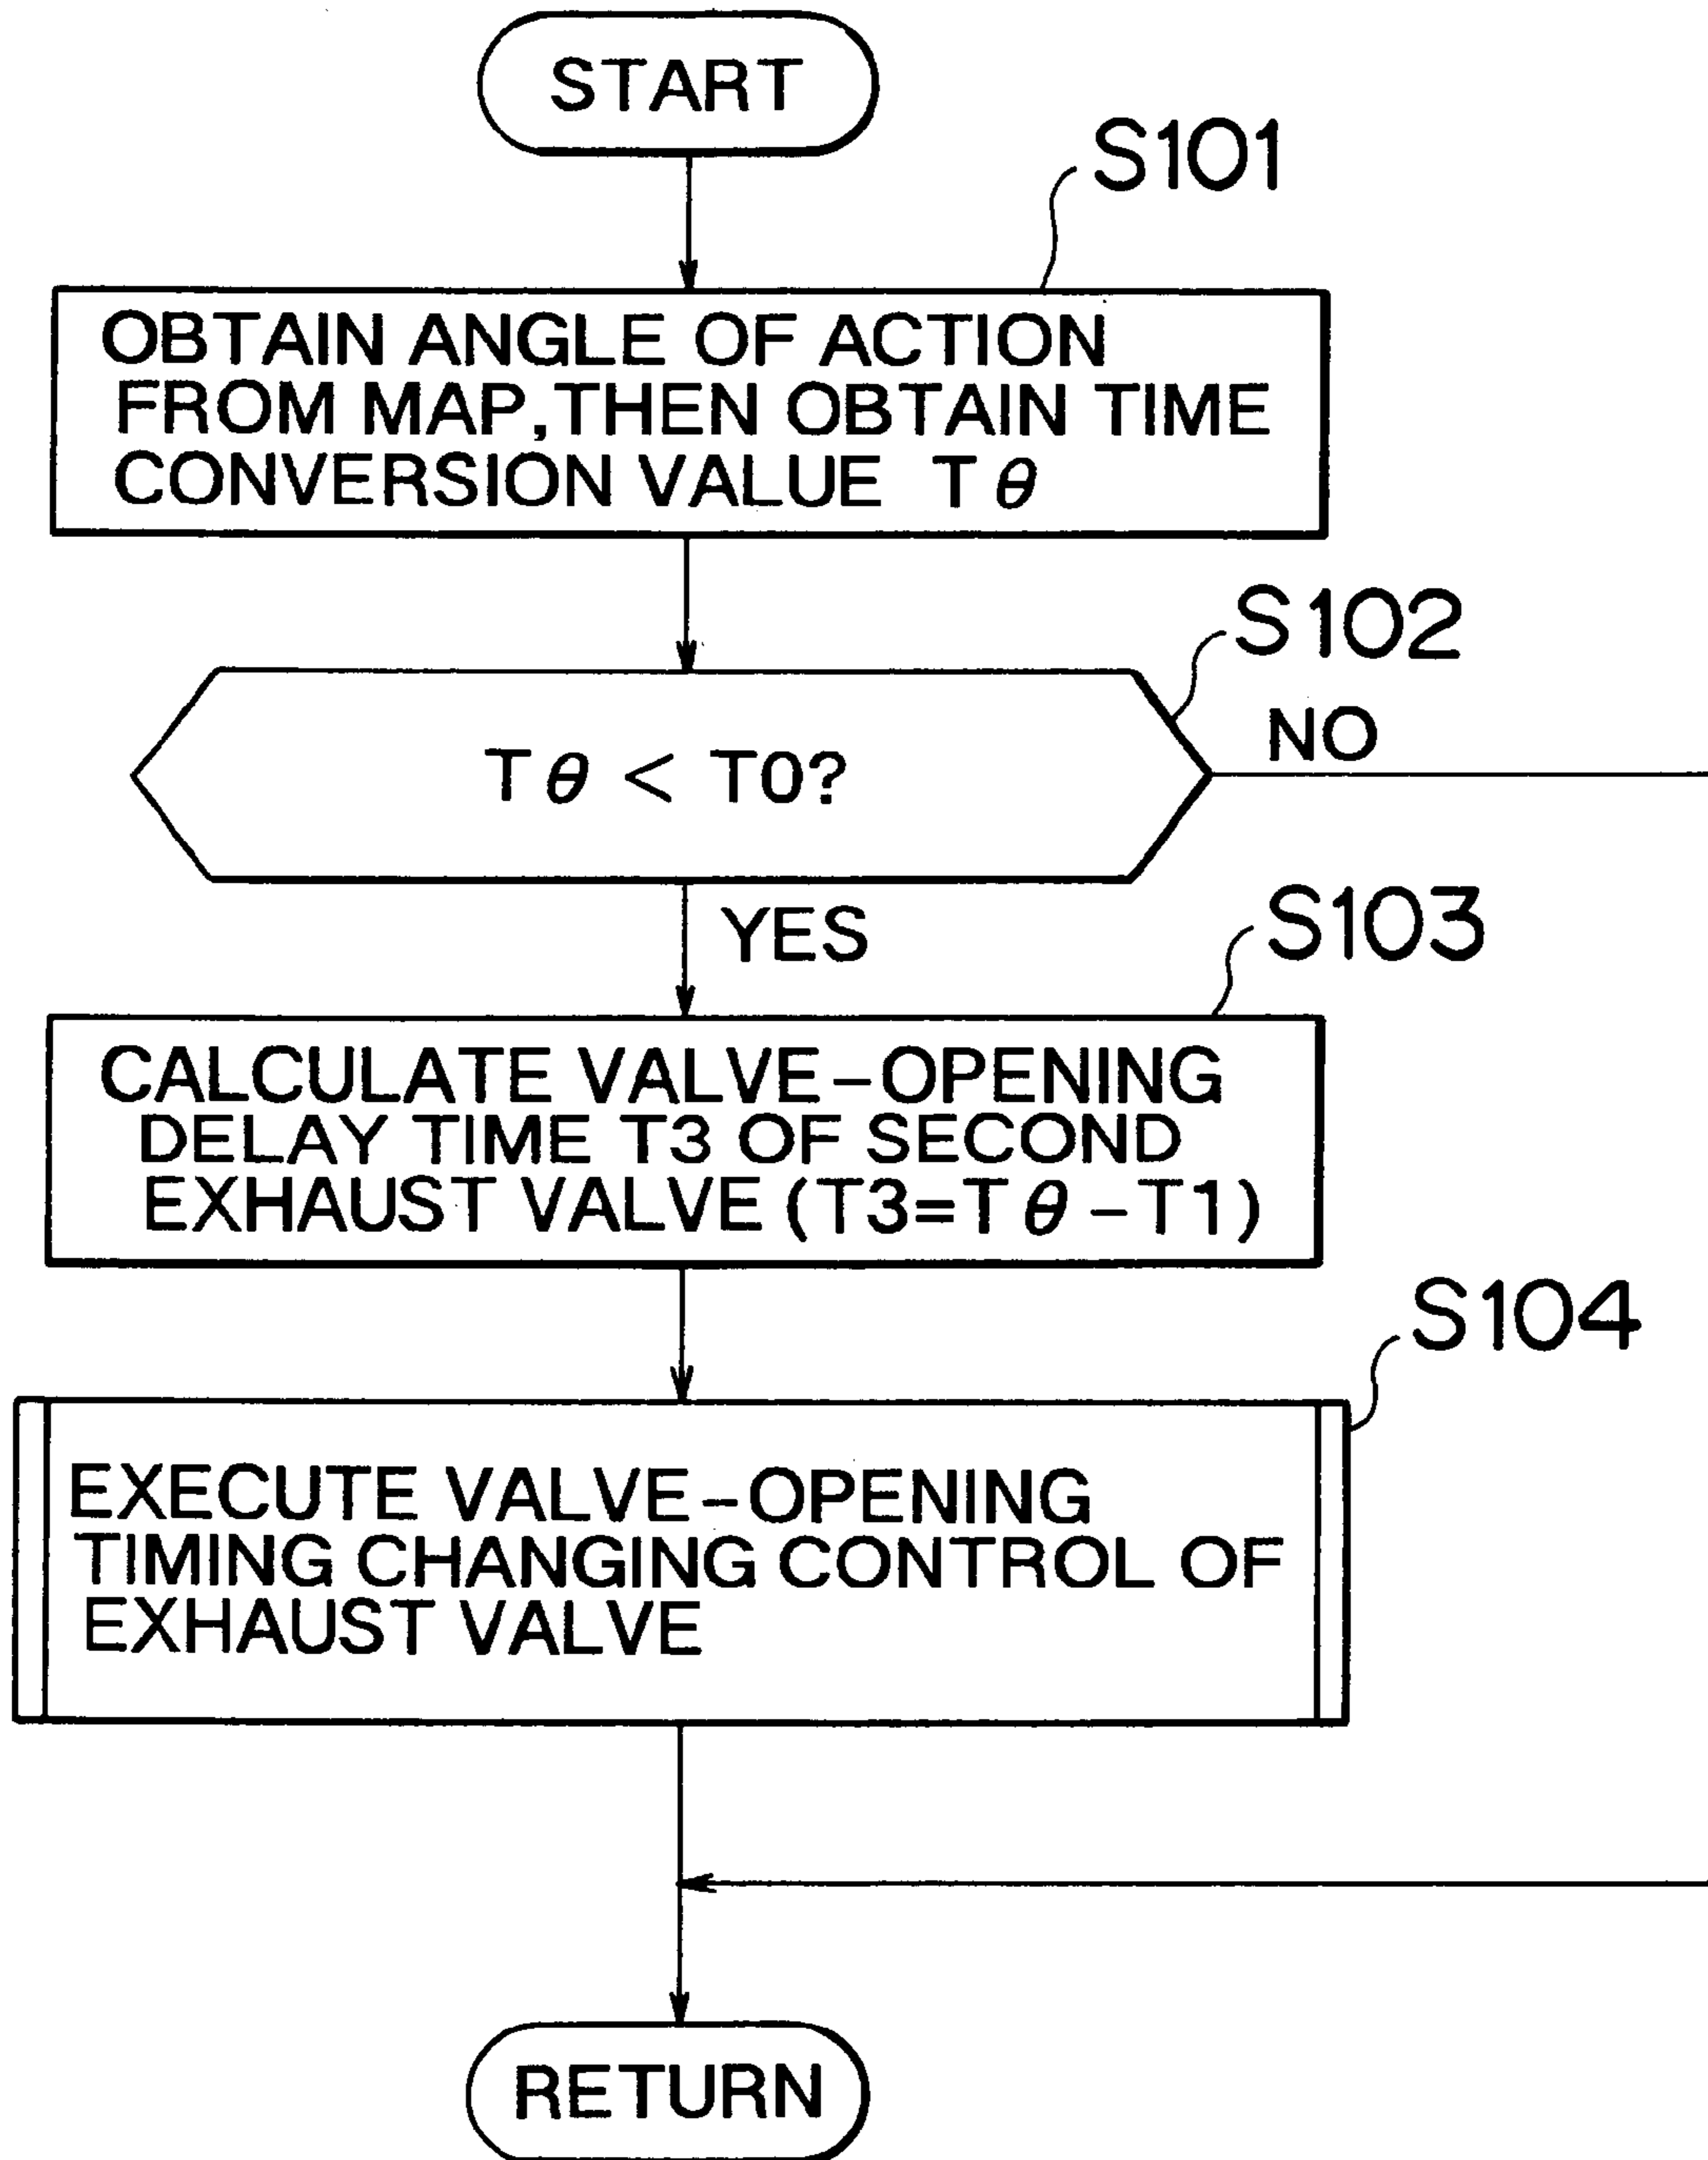 START
S101
OBTAIN ANGLE OF ACTION
FROM MAP, THEN OBTAIN TIME
CONVERSION VALUE Tθ
S102
Tθ < T0?
NO
YES
S103
CALCULATE VALVE-OPENING
DELAY TIME T3 OF SECOND
EXHAUST VALVE (T3=Tθ-T1)
S104
EXECUTE VALVE-OPENING
TIMING CHANGING CONTROL OF
EXHAUST VALVE
RETURN